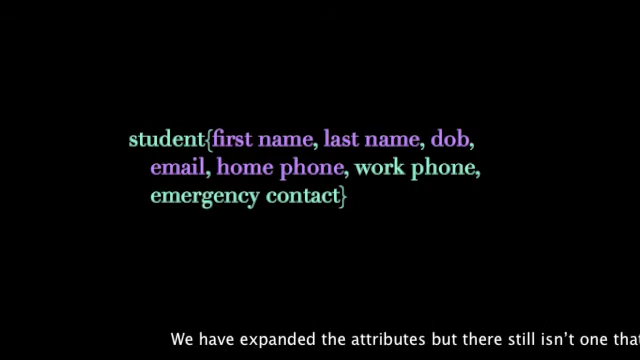 student{first name, last name, dob,
email, home phone, work phone,
emergency contact}
We have expanded the attributes but there still isn't one that